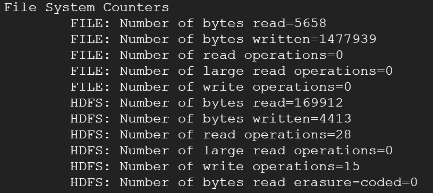 File System Counters
FILE: Number of bytes read=5658
FILE: Number of bytes written=1477939
FILE: Number of read operations=0
FILE: Number of large read operations=0
FILE: Number of write operations=0
HDFS: Number of bytes read=169912
HDFS: Number of bytes written=4413
HDFS: Number of read operations=28
HDFS: Number of large read operations=0
HDFS: Number of write operations=15
HDFS: Number of bytes read erasure-coded=0